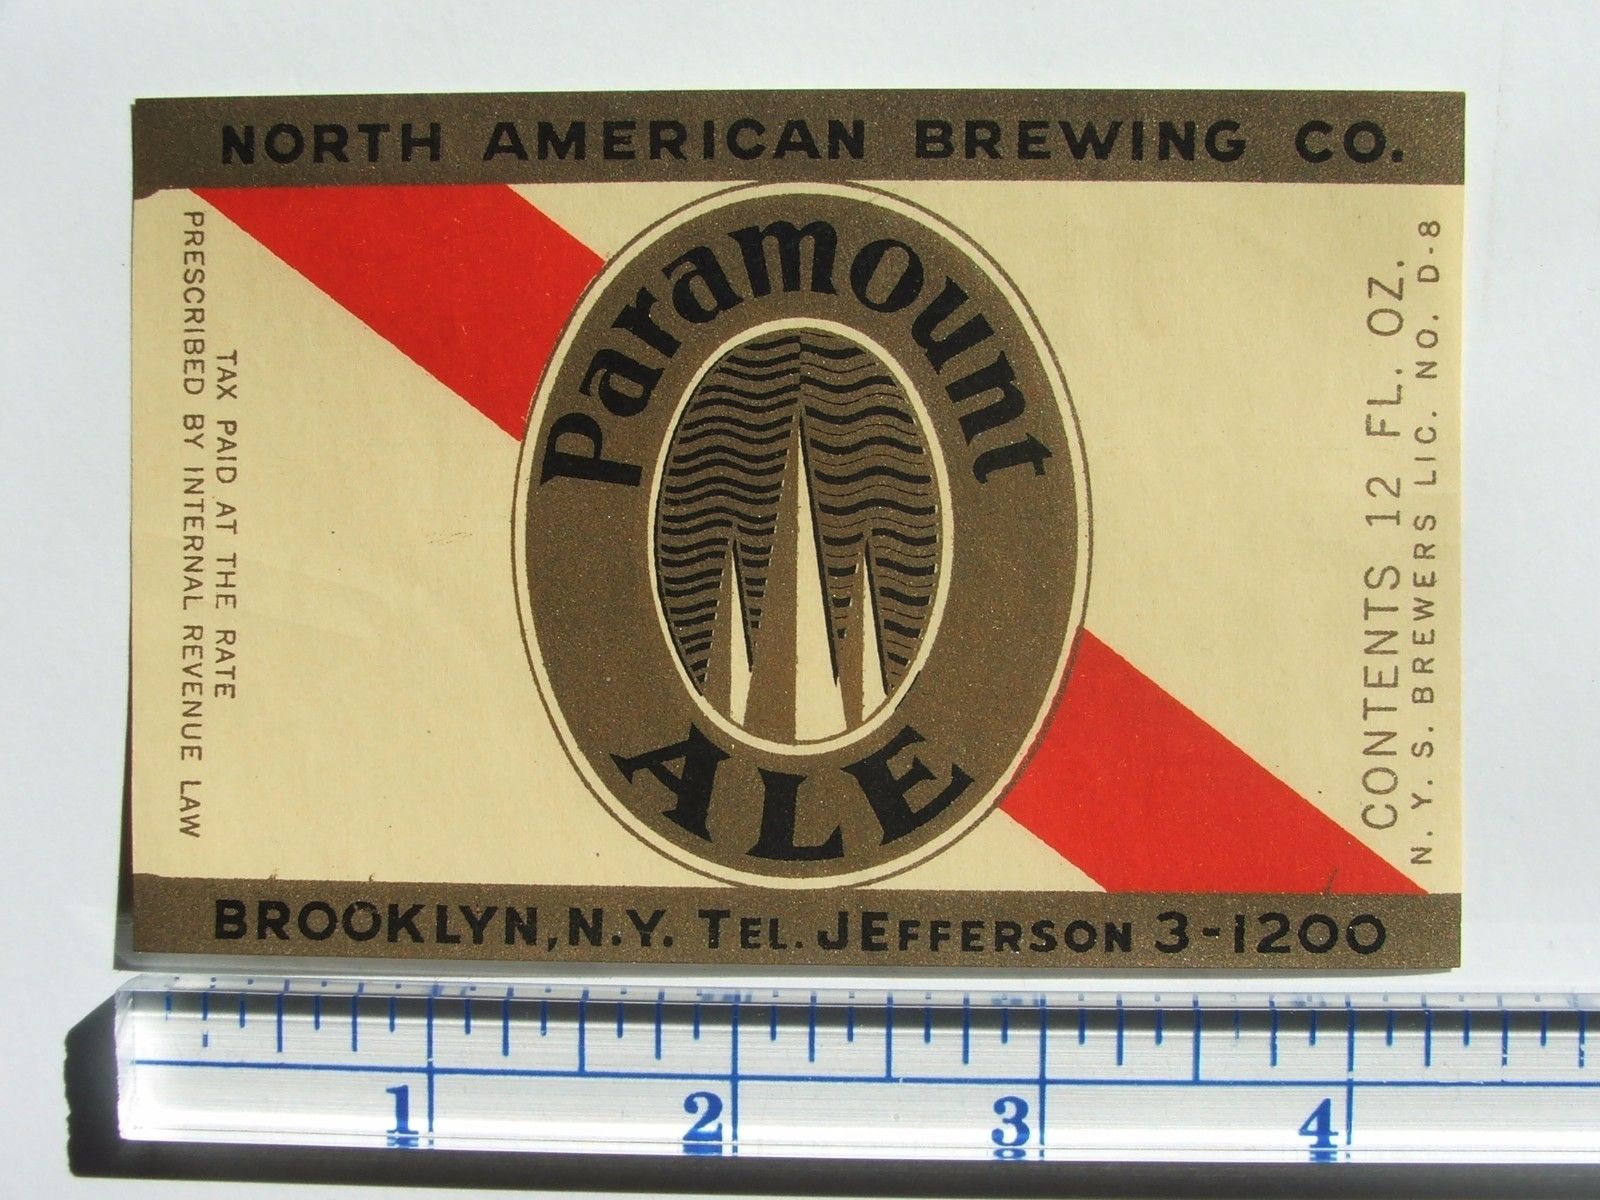 NORTH AMERICAN BREWING CO.
TAX PAID AT THE RATE
PRESCRIBED BY INTERNAL REVENUE LAW
Paramount
ALE
CONTENTS 12 FL. OZ.
N. Y. S. BREWERS LIC. NO. D-8
BROOKLYN, N.Y. TEL. JEFFERSON 3-1200
1 2 3 4